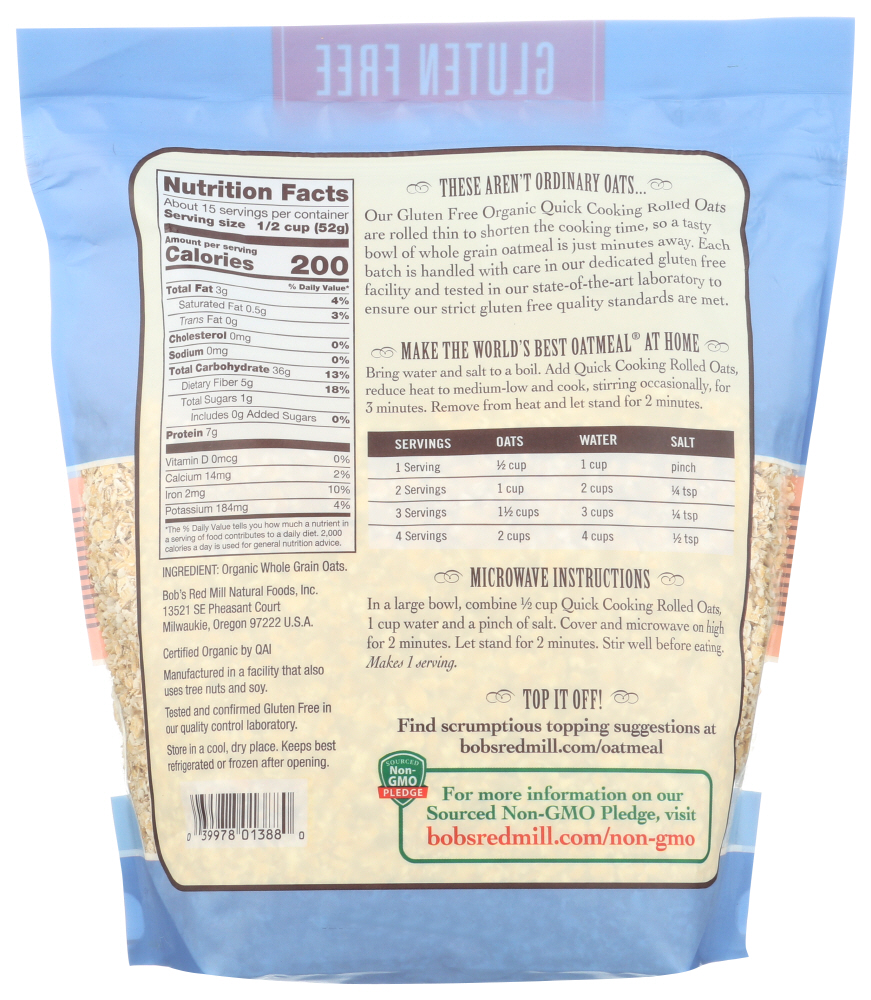 GLUTEN FREE
Nutrition Facts
About 15 servings per container
Serving size 1/2 cup (52g)
Amount per serving
Calories 200
% Daily Value*
Total Fat 3g 4%
Saturated Fat 0.5g 3%
Trans Fat 0g
Cholesterol 0mg 0%
Sodium 0mg 0%
Total Carbohydrate 36g 13%
Dietary Fiber 5g 18%
Total Sugars 1g
Includes 0g Added Sugars 0%
Protein 7g
Vitamin D 0mcg 0%
Calcium 14mg 2%
Iron 2mg 10%
Potassium 184mg 4%
*The % Daily Value tells you how much a nutrient in
a serving of food contributes to a daily diet. 2,000
calories a day is used for general nutrition advice.
INGREDIENT: Organic Whole Grain Oats.
Bob's Red Mill Natural Foods, Inc.
13521 SE Pheasant Court
Milwaukie, Oregon 97222 U.S.A.
Certified Organic by QAI
Manufactured in a facility that also
uses tree nuts and soy.
Tested and confirmed Gluten Free in
our quality control laboratory.
Store in a cool, dry place. Keeps best
refrigerated or frozen after opening.
0 39978 01388 0
THESE AREN'T ORDINARY OATS...
Our Gluten Free Organic Quick Cooking Rolled Oats
are rolled thin to shorten the cooking time, so a tasty
bowl of whole grain oatmeal is just minutes away. Each
batch is handled with care in our dedicated gluten free
facility and tested in our state-of-the-art laboratory to
ensure our strict gluten free quality standards are met.
MAKE THE WORLD'S BEST OATMEAL® AT HOME
Bring water and salt to a boil. Add Quick Cooking Rolled Oats,
reduce heat to medium-low and cook, stirring occasionally, for
3 minutes. Remove from heat and let stand for 2 minutes.
SERVINGS OATS WATER SALT
1 Serving ½ cup 1 cup pinch
2 Servings 1 cup 2 cups ¼ tsp
3 Servings 1½ cups 3 cups ¼ tsp
4 Servings 2 cups 4 cups ½ tsp
MICROWAVE INSTRUCTIONS
In a large bowl, combine ½ cup Quick Cooking Rolled Oats,
1 cup water and a pinch of salt. Cover and microwave on high
for 2 minutes. Let stand for 2 minutes. Stir well before eating.
Makes 1 serving.
TOP IT OFF!
Find scrumptious topping suggestions at
bobsredmill.com/oatmeal
SOURCED
Non-
GMO
PLEDGE
For more information on our
Sourced Non-GMO Pledge, visit
bobsredmill.com/non-gmo